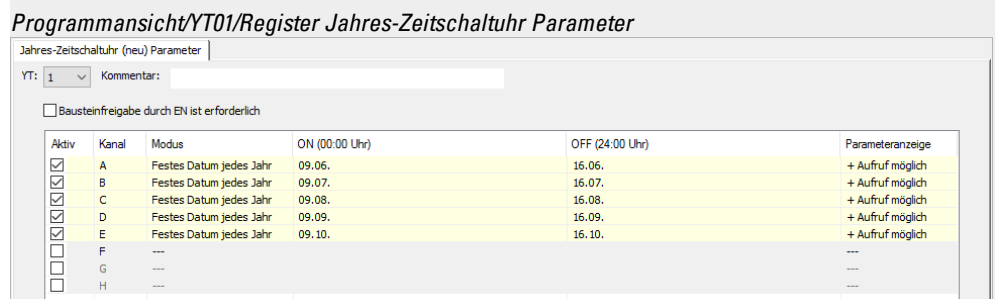 Programmansicht/YT01/Register Jahres-Zeitschaltuhr Parameter
Jahres-Zeitschaltuhr (neu) Parameter
YT: 1 Kommentar:
Bausteinfreigabe durch EN ist erforderlich
Aktiv Kanal Modus ON (00:00 Uhr) OFF (24:00 Uhr) Parameteranzeige
A Festes Datum jedes Jahr 09.06. 16.06. + Aufruf möglich
B Festes Datum jedes Jahr 09.07. 16.07. + Aufruf möglich
C Festes Datum jedes Jahr 09.08. 16.08. + Aufruf möglich
D Festes Datum jedes Jahr 09.09. 16.09. + Aufruf möglich
E Festes Datum jedes Jahr 09.10. 16.10. + Aufruf möglich
F --- ---
G --- ---
H --- ---